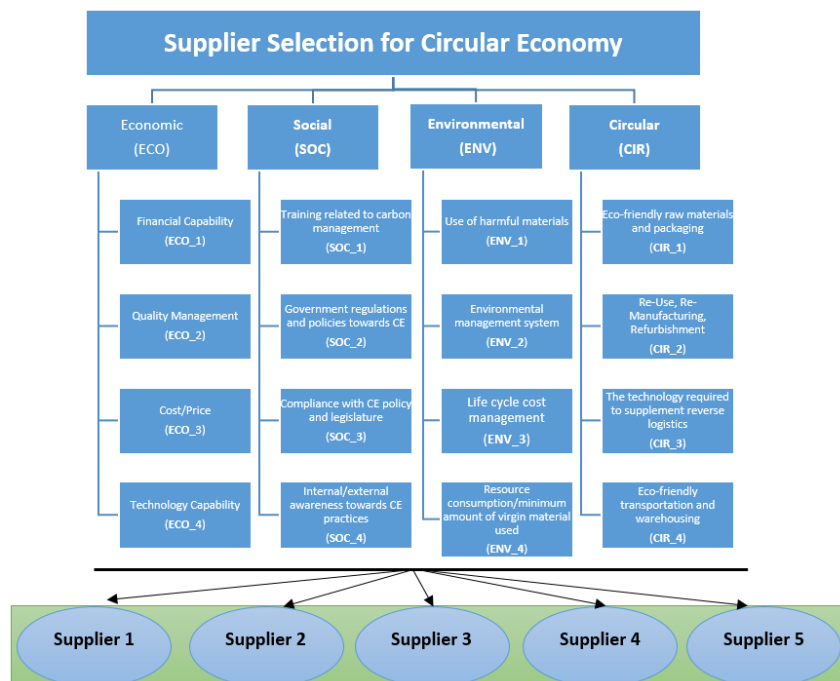 Supplier Selection for Circular Economy
Economic
(ECO)
Social
(SOC)
Environmental
(ENV)
Circular
(CIR)
Financial Capability
(ECO_1)
Training related to carbon
management
(SOC_1)
Use of harmful materials
(ENV_1)
Eco-friendly raw materials
and packaging
(CIR_1)
Quality Management
(ECO_2)
Government regulations
and policies towards CE
(SOC_2)
Environmental
management system
(ENV_2)
Re-Use, Re-
Manufacturing,
Refurbishment
(CIR_2)
Cost/Price
(ECO_3)
Compliance with CE policy
and legislature
(SOC_3)
Life cycle cost
management
(ENV_3)
The technology required
to supplement reverse
logistics
(CIR_3)
Technology Capability
(ECO_4)
Internal/external
awareness towards CE
practices
(SOC_4)
Resource
consumption/minimum
amount of virgin material
used
(ENV_4)
Eco-friendly
transportation and
warehousing
(CIR_4)
Supplier 1
Supplier 2
Supplier 3
Supplier 4
Supplier 5